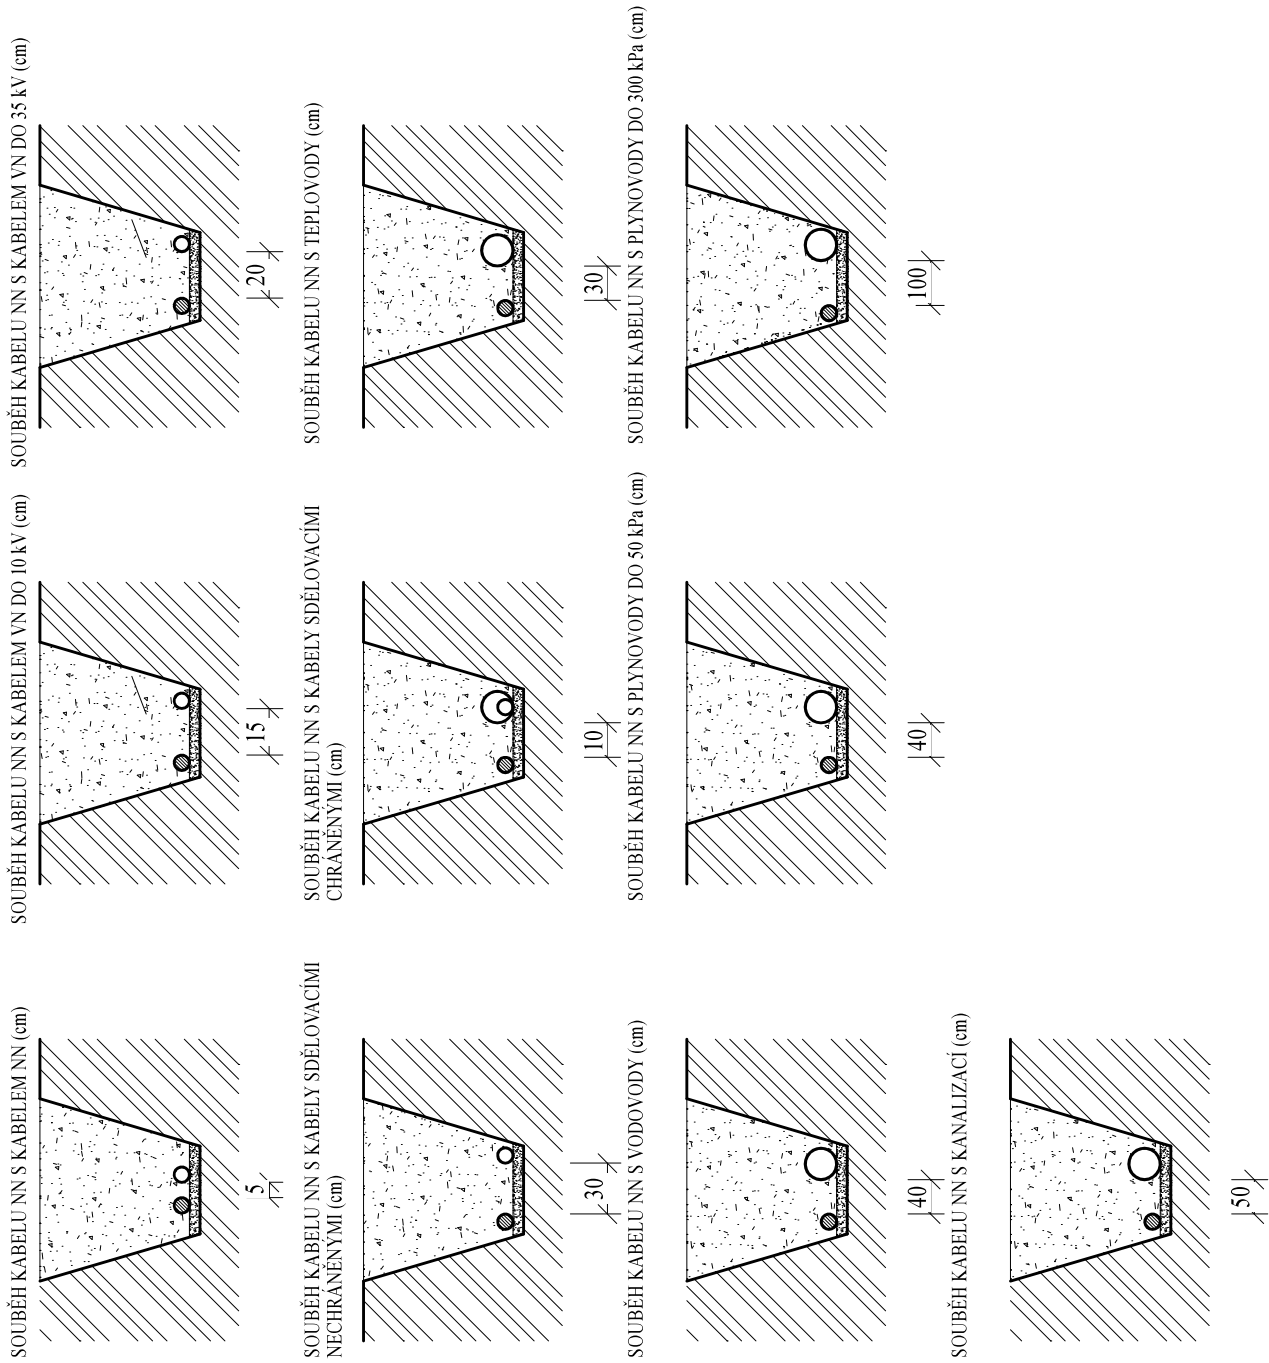 SOUBĚH KABELU NN S KABELEM NN (cm)
5
SOUBĚH KABELU NN S KABELEM VN DO 10 kV (cm)
15
SOUBĚH KABELU NN S KABELEM VN DO 35 kV (cm)
20
SOUBĚH KABELU NN S KABELY SDĚLOVACÍMI
NECHRÁNĚNÝMI (cm)
30
SOUBĚH KABELU NN S KABELY SDĚLOVACÍMI
CHRÁNĚNÝMI (cm)
10
SOUBĚH KABELU NN S TEPLOVODY (cm)
30
SOUBĚH KABELU NN S VODOVODY (cm)
40
SOUBĚH KABELU NN S PLYNOVODY DO 50 kPa (cm)
40
SOUBĚH KABELU NN S PLYNOVODY DO 300 kPa (cm)
100
SOUBĚH KABELU NN S KANALIZACÍ (cm)
50